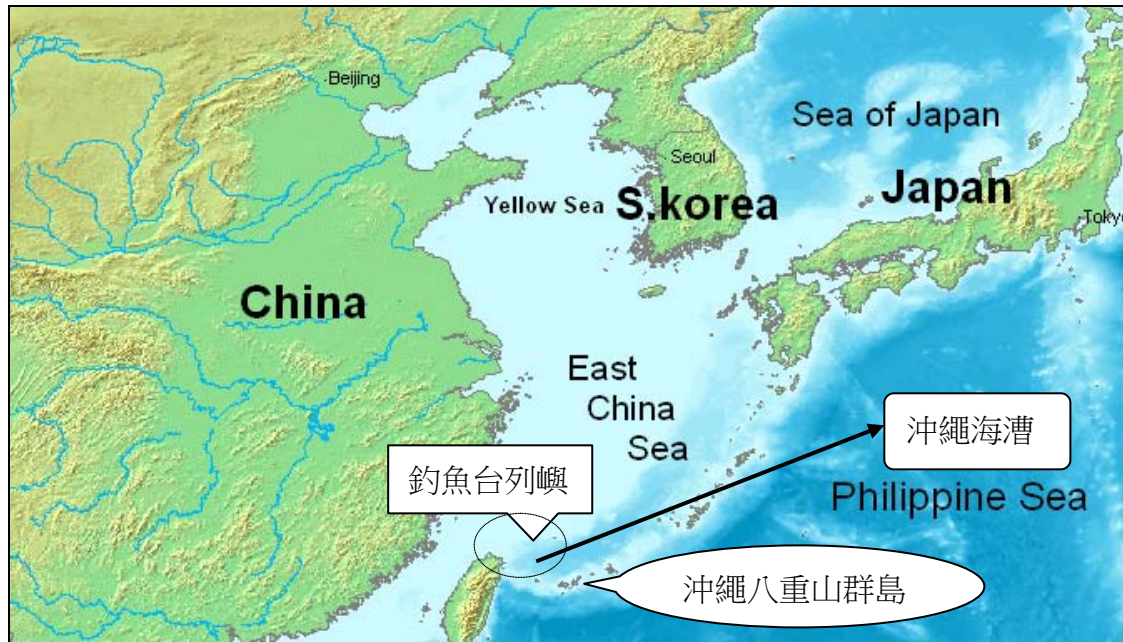 Beijing
Sea of Japan
Seoul
Japan
Yellow Sea
S.korea
Tokyo
China
East
China
Sea
沖繩海漕
釣魚台列嶼
Philippine Sea
沖繩八重山群島